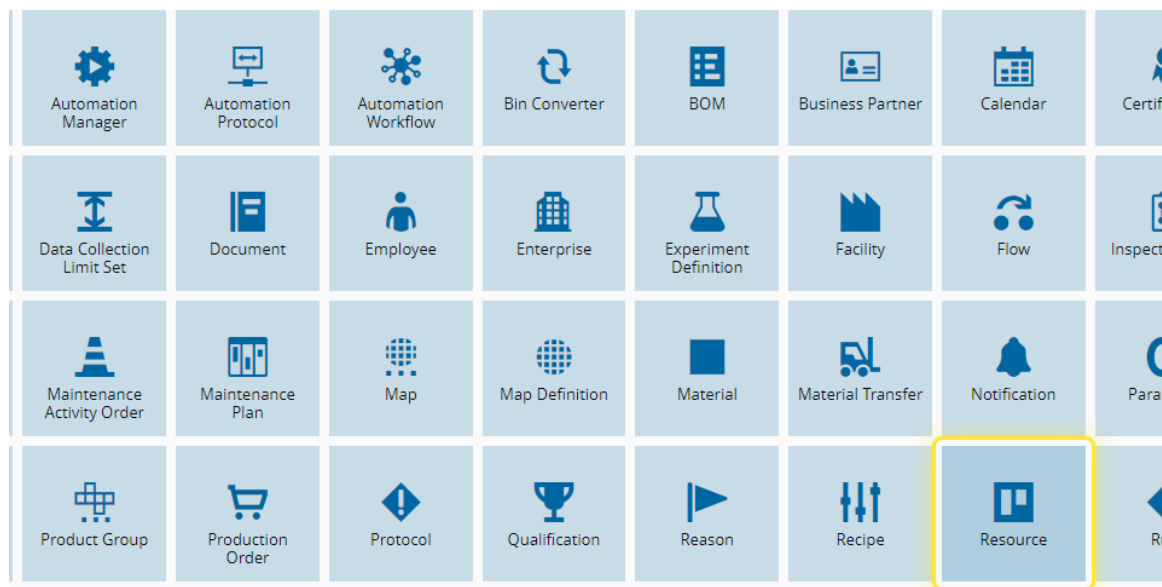 Automation
Manager
Automation
Protocol
Automation
Workflow
Bin Converter
BOM
Business Partner
Calendar
Data Collection
Limit Set
Document
Employee
Enterprise
Experiment
Definition
Facility
Flow
Maintenance
Activity Order
Maintenance
Plan
Map
Map Definition
Material
Material Transfer
Notification
Product Group
Production
Order
Protocol
Qualification
Reason
Recipe
Resource